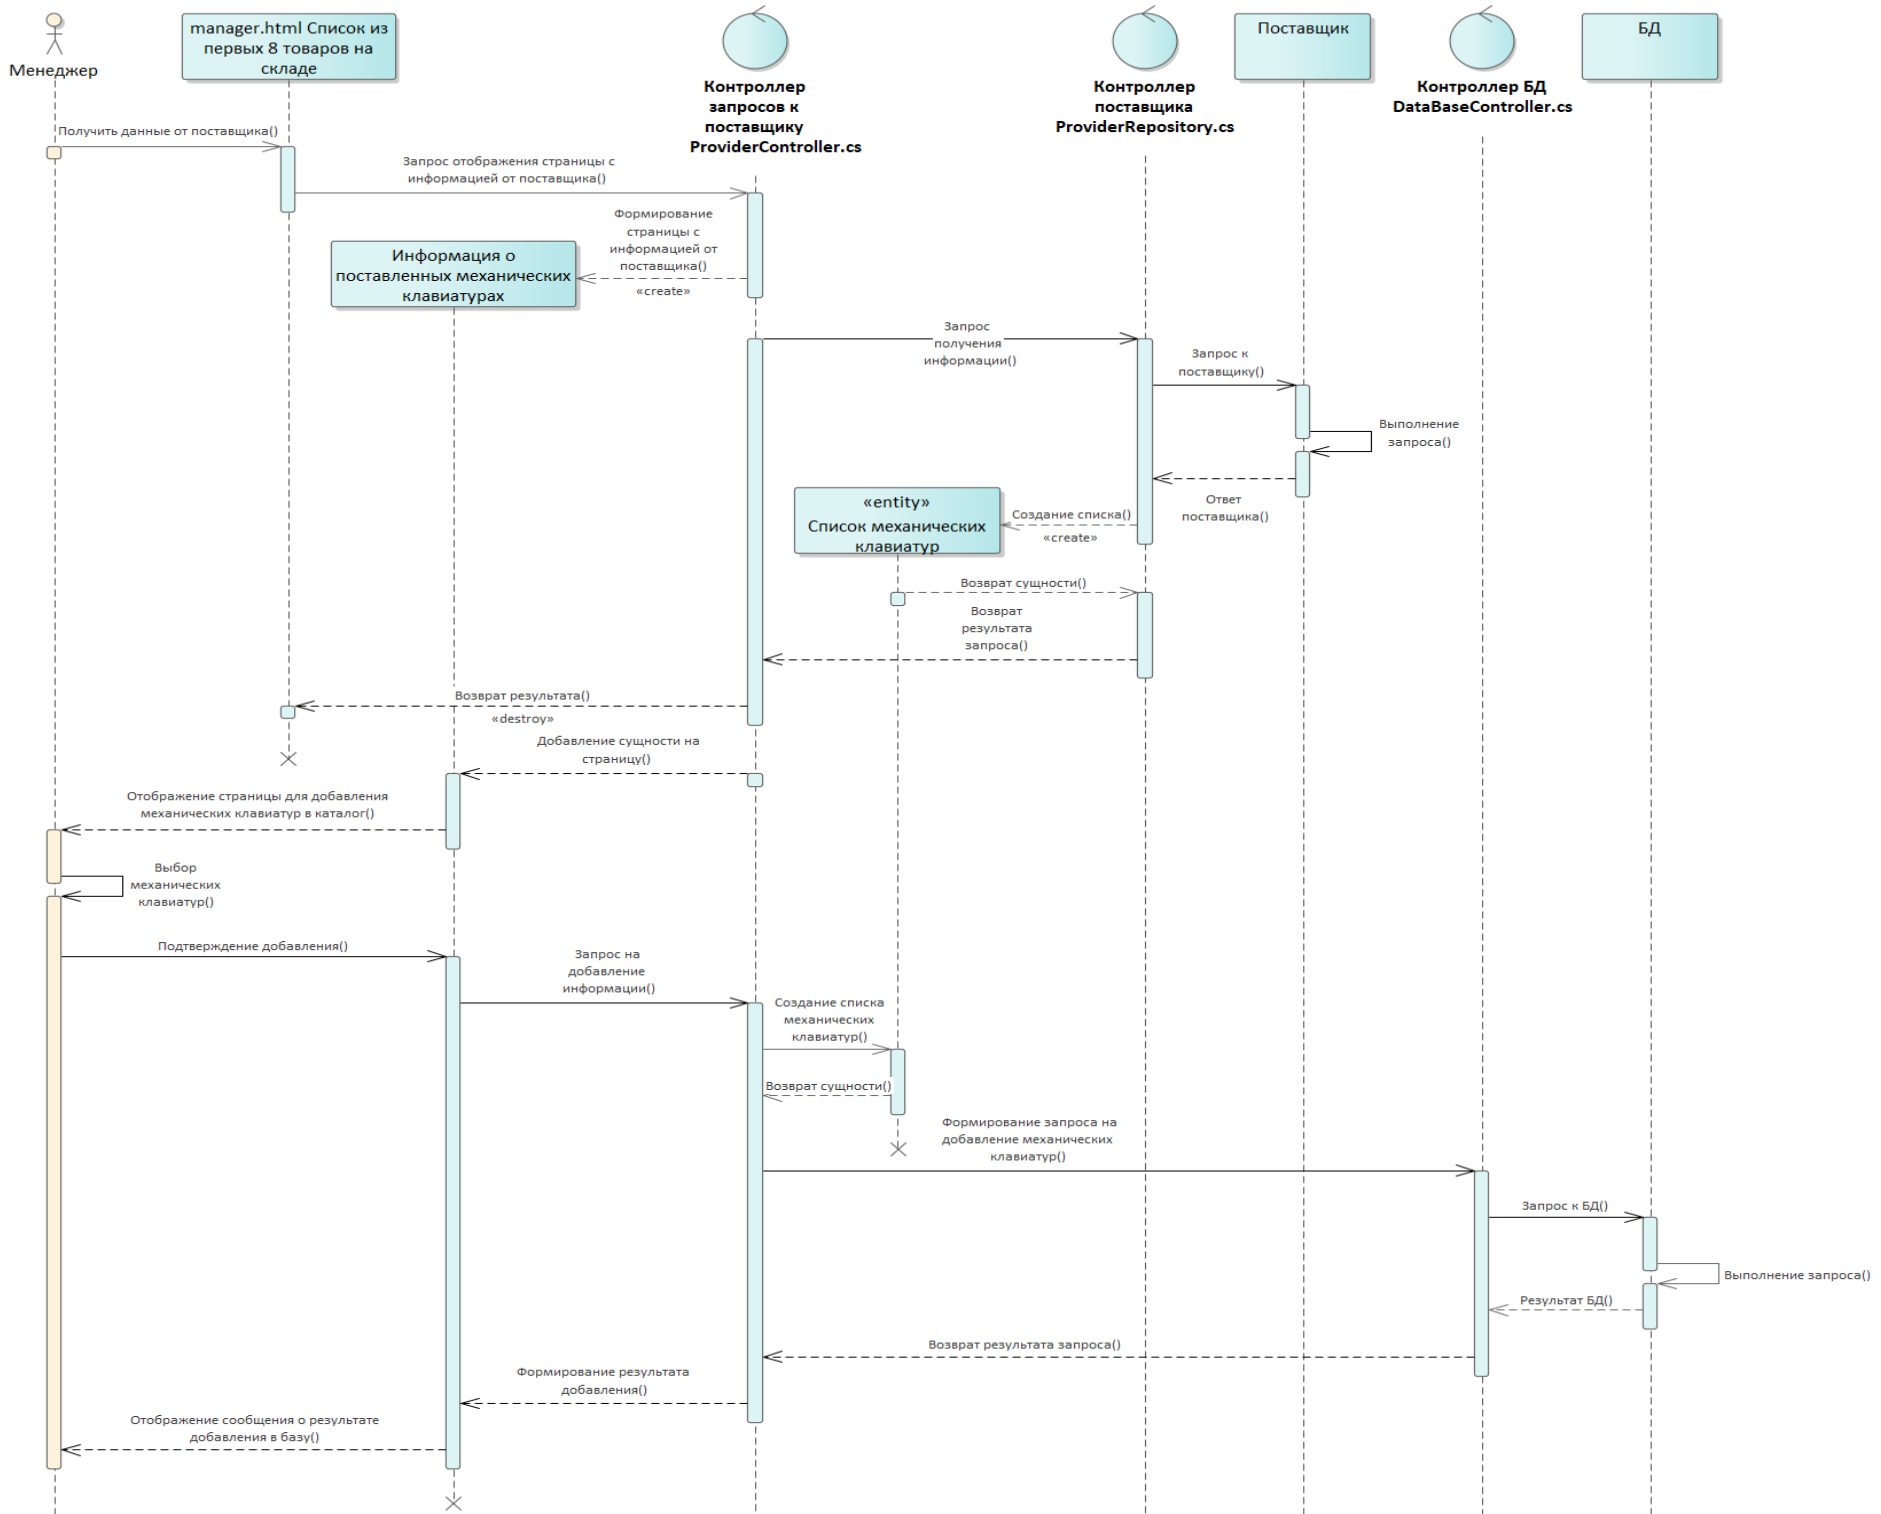 Менеджер
manager.html Список из
первых 8 товаров на
складе
Контроллер
запросов к
поставщику
ProviderController.cs
Контроллер
поставщика
ProviderRepository.cs
Поставщик
Контроллер БД
DataBaseController.cs
БД
Получить данные от поставщика()
Запрос отображения страницы с
информацией от поставщика()
Формирование
страницы с
информацией от
поставщика()
«create»
Информация о
поставленных механических
клавиатурах
Запрос
получения
информации()
Запрос к
поставщику()
Выполнение
запроса()
Ответ
поставщика()
«entity»
Список механических
клавиатур
Создание списка()
«create»
Возврат сущности()
Возврат
результата
запроса()
Возврат результата()
«destroy»
Добавление сущности на
страницу()
Отображение страницы для добавления
механических клавиатур в каталог()
Выбор
механических
клавиатур()
Подтверждение добавления()
Запрос на
добавление
информации()
Создание списка
механических
клавиатур()
Возврат сущности()
Формирование запроса на
добавление механических
клавиатур()
Запрос к БД()
Выполнение запроса()
Результат БД()
Возврат результата запроса()
Формирование результата
добавления()
Отображение сообщения о результате
добавления в базу()